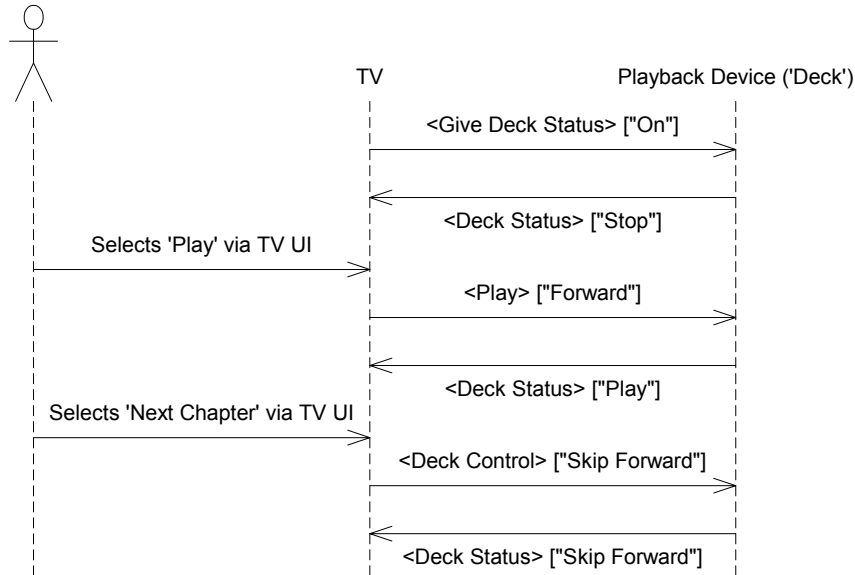 TV
Playback Device ('Deck')
<Give Deck Status> ["On"]
<Deck Status> ["Stop"]
Selects 'Play' via TV UI
<Play> ["Forward"]
<Deck Status> ["Play"]
Selects 'Next Chapter' via TV UI
<Deck Control> ["Skip Forward"]
<Deck Status> ["Skip Forward"]